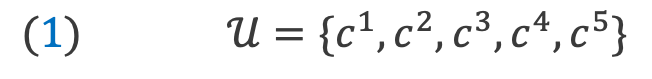 (1) 𝒰 = {c¹, c², c³, c⁴, c⁵}